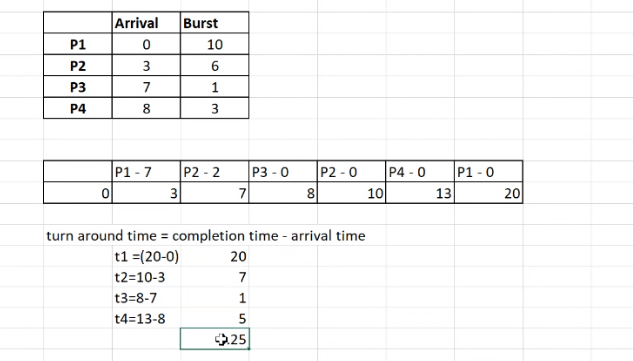 Arrival Burst
P1 0 10
P2 3 6
P3 7 1
P4 8 3
P1 - 7 P2 - 2 P3 - 0 P2 - 0 P4 - 0 P1 - 0
0 3 7 8 10 13 20
turn around time = completion time - arrival time
t1 =(20-0) 20
t2=10-3 7
t3=8-7 1
t4=13-8 5
.25